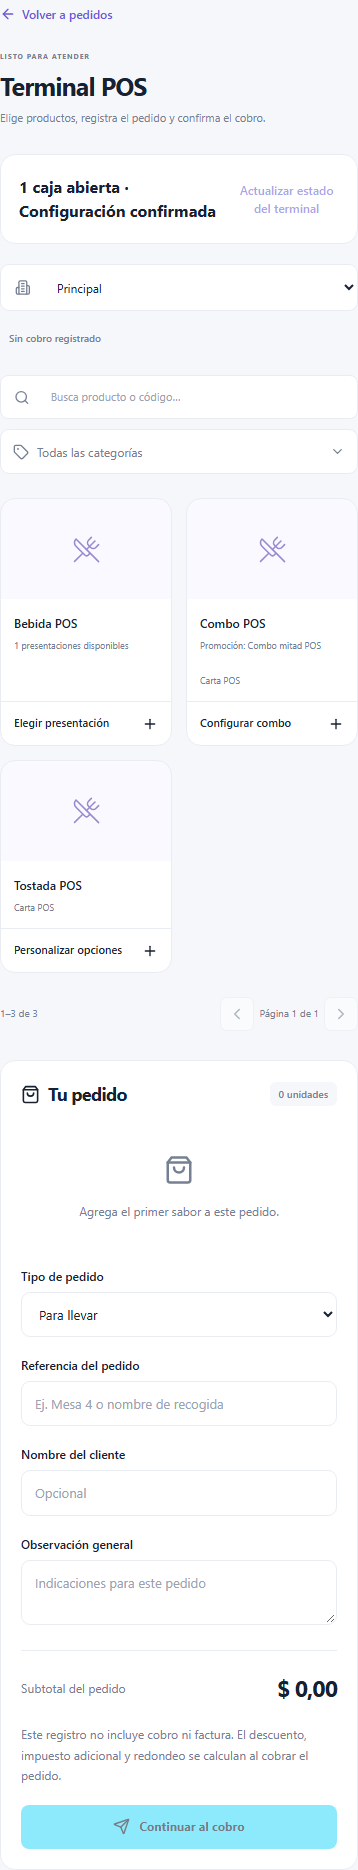 Volver a pedidos
LISTO PARA ATENDER
Terminal POS
Elige productos, registra el pedido y confirma el cobro.
1 caja abierta ·
Configuración confirmada
Actualizar estado
del terminal
Principal
Sin cobro registrado
Busca producto o código...
Todas las categorías
Bebida POS
1 presentaciones disponibles
Elegir presentación
Combo POS
Promoción: Combo mitad POS
Carta POS
Configurar combo
Tostada POS
Carta POS
Personalizar opciones
1–3 de 3
Página 1 de 1
Tu pedido
0 unidades
Agrega el primer sabor a este pedido.
Tipo de pedido
Para llevar
Referencia del pedido
Ej. Mesa 4 o nombre de recogida
Nombre del cliente
Opcional
Observación general
Indicaciones para este pedido
Subtotal del pedido
$ 0,00
Este registro no incluye cobro ni factura. El descuento,
impuesto adicional y redondeo se calculan al cobrar el
pedido.
Continuar al cobro